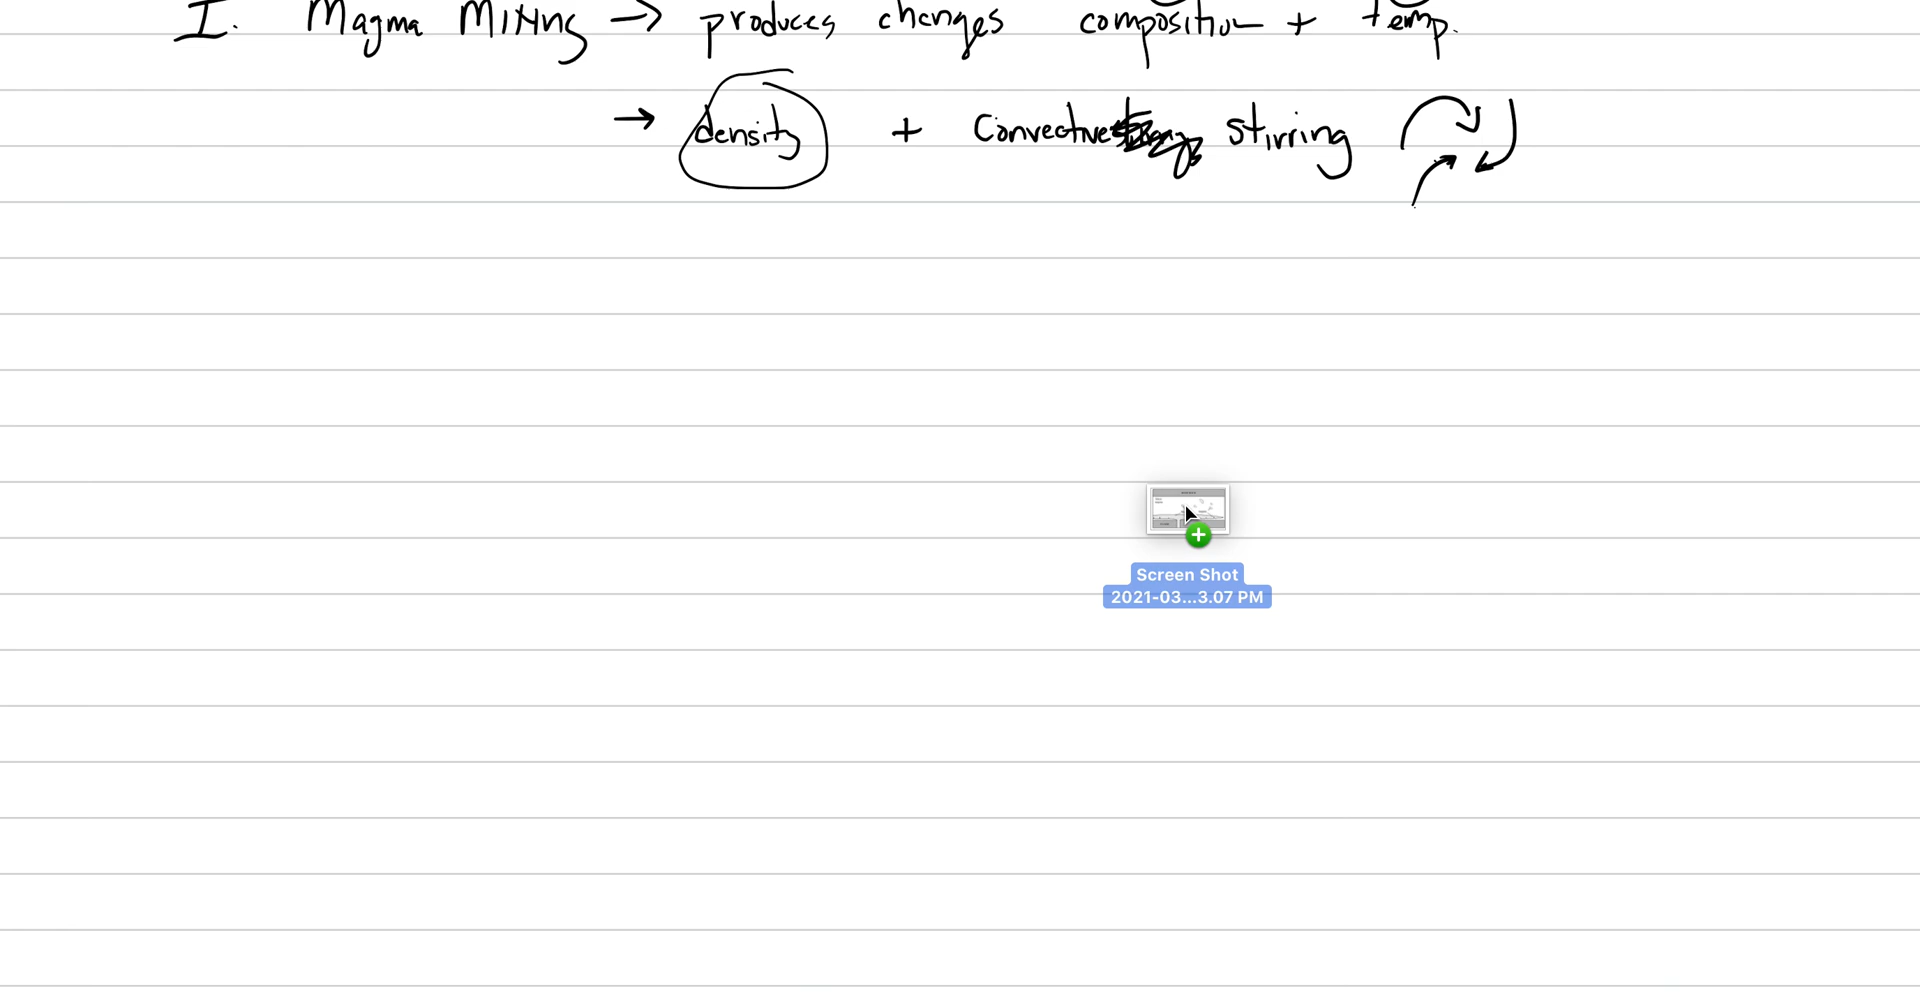 I. Magma Mixing → produces changes composition + temp.
→ density + Convective stirring
Screen Shot
2021-03...3.07 PM